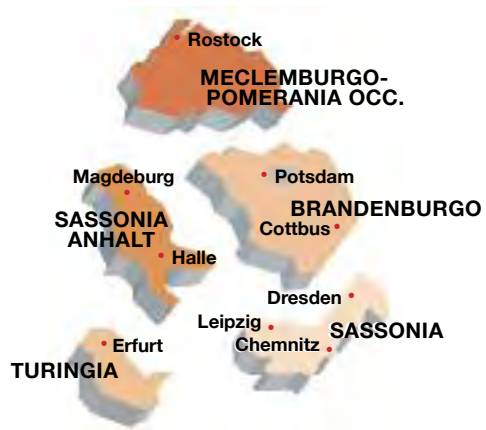 Rostock
MECLEMBURGO-
POMERANIA OCC.
Magdeburg
Potsdam
SASSONIA
ANHALT
BRANDENBURGO
Cottbus
Halle
Dresden
Leipzig
SASSONIA
Chemnitz
Erfurt
TURINGIA